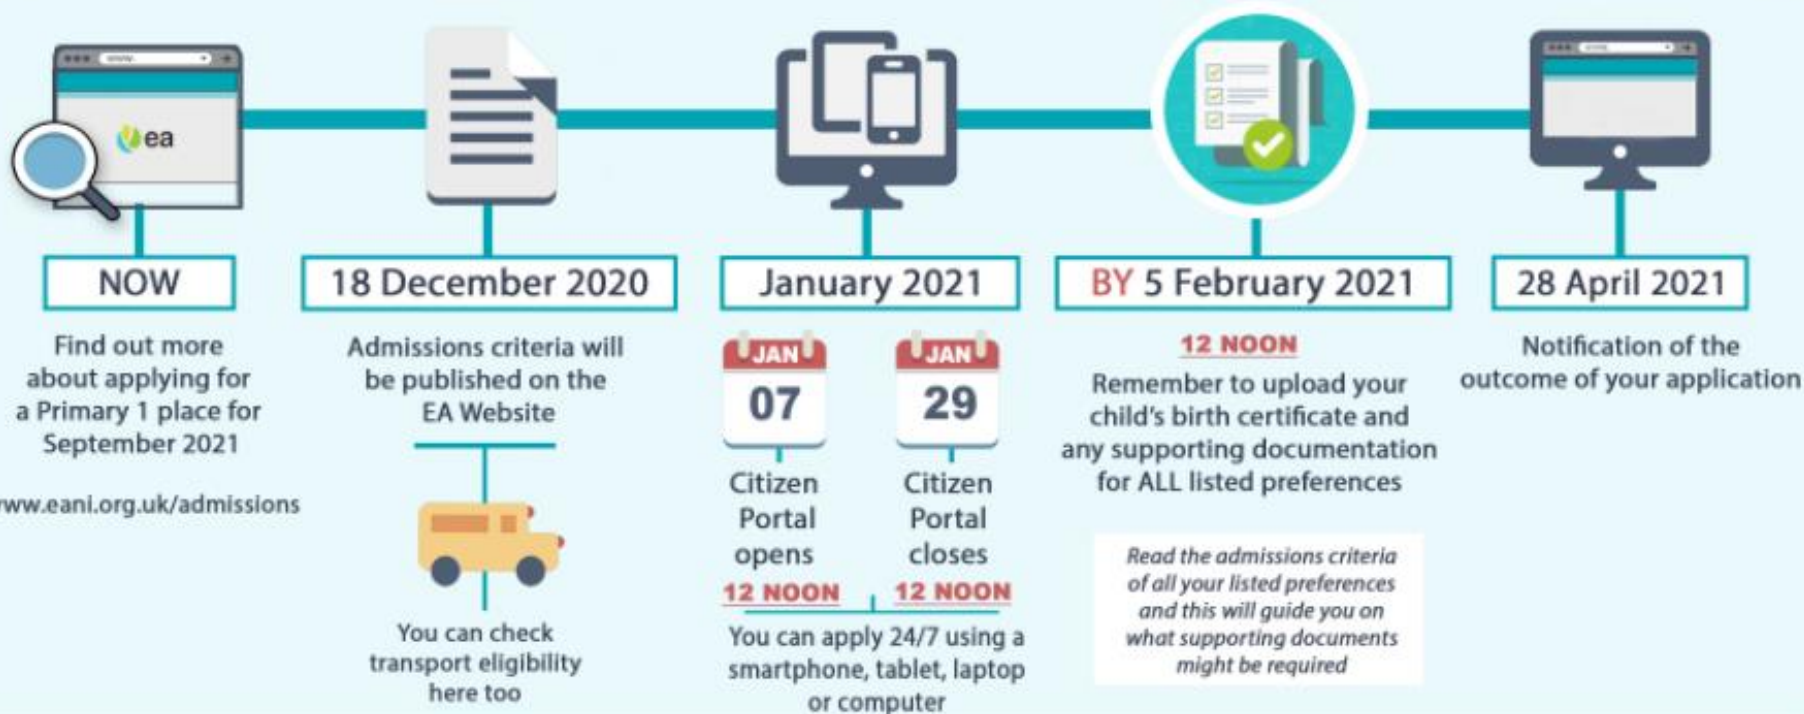 www.
ea
NOW
Find out more
about applying for
a Primary 1 place for
September 2021
www.eani.org.uk/admissions
18 December 2020
Admissions criteria will
be published on the
EA Website
You can check
transport eligibility
here too
January 2021
JAN
07
Citizen
Portal
opens
12 NOON
JAN
29
Citizen
Portal
closes
12 NOON
You can apply 24/7 using a
smartphone, tablet, laptop
or computer
BY 5 February 2021
12 NOON
Remember to upload your
child's birth certificate and
any supporting documentation
for ALL listed preferences
Read the admissions criteria
of all your listed preferences
and this will guide you on
what supporting documents
might be required
www.
28 April 2021
Notification of the
outcome of your application